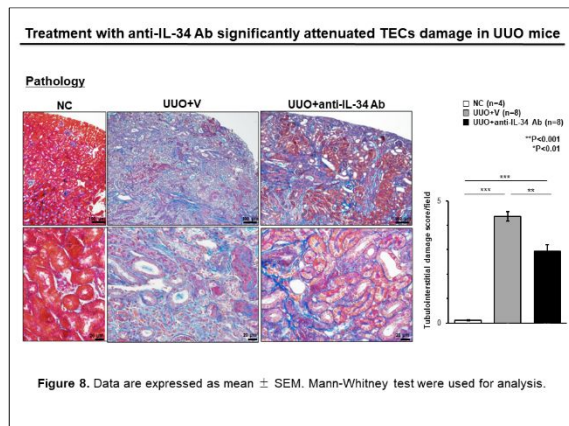 Treatment with anti-IL-34 Ab significantly attenuated TECs damage in UUO mice
Pathology
NC
UUO+V
UUO+anti-IL-34 Ab
NC (n=4)
UUO+V (n=8)
UUO+anti-IL-34 Ab (n=8)
**P<0.001
*P<0.01
***
***
**
5
0
Tubulointerstitial damage score/field
Figure 8. Data are expressed as mean ± SEM. Mann-Whitney test were used for analysis.